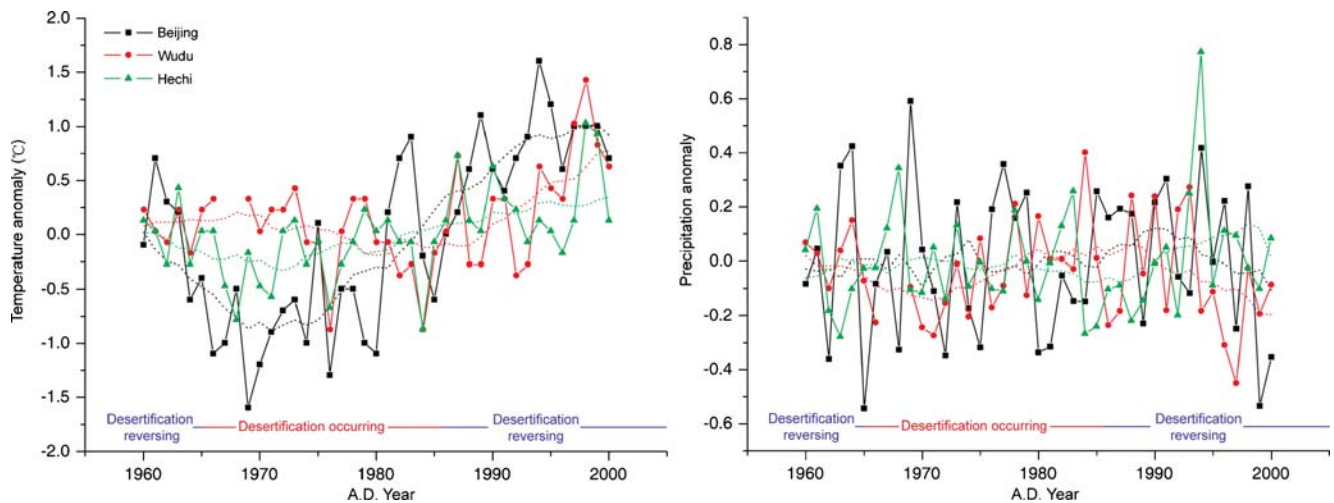 2.0
1.5
1.0
0.5
0.0
-0.5
-1.0
-1.5
-2.0
Temperature anomaly (℃)
Beijing
Wudu
Hechi
Desertification
reversing
Desertification occurring
Desertification
reversing
1960
1970
1980
1990
2000
A.D. Year
0.8
0.6
0.4
0.2
0.0
-0.2
-0.4
-0.6
Precipitation anomaly
Desertification
reversing
Desertification occurring
Desertification
reversing
1960
1970
1980
1990
2000
A.D. Year